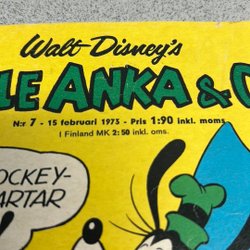 Walt Disney's
LE ANKA & C
Nr 7 - 15 februari 1975 - Pris 1:90 inkl. moms
I Finland MK 2:50 inkl. oms.
OCKEY-
ARTAR